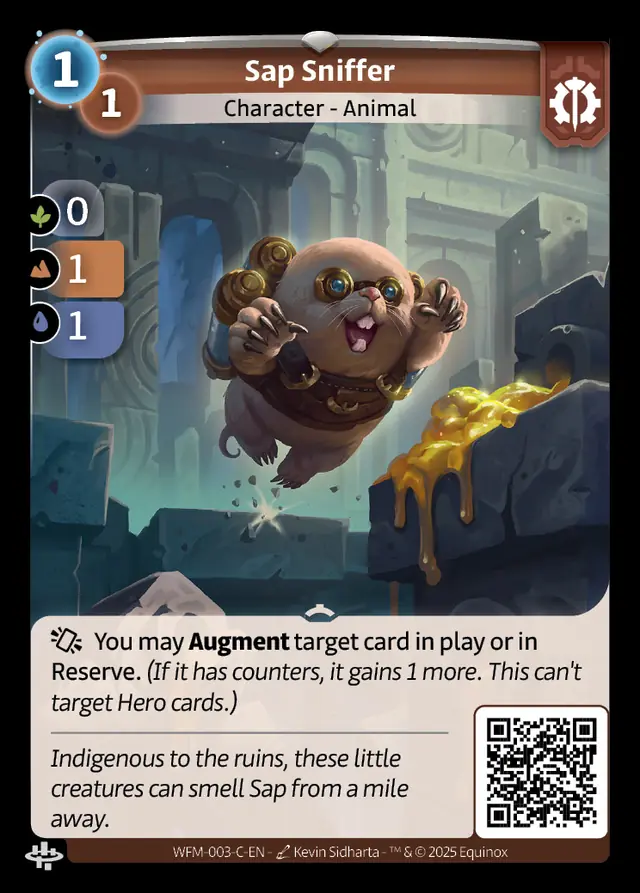 1
Sap Sniffer
1
Character - Animal
0
1
1
You may Augment target card in play or in
Reserve. (If it has counters, it gains 1 more. This can't
target Hero cards.)
Indigenous to the ruins, these little
creatures can smell Sap from a mile
away.
WFM-003-C-EN - Kevin Sidharta - ™ & © 2025 Equinox